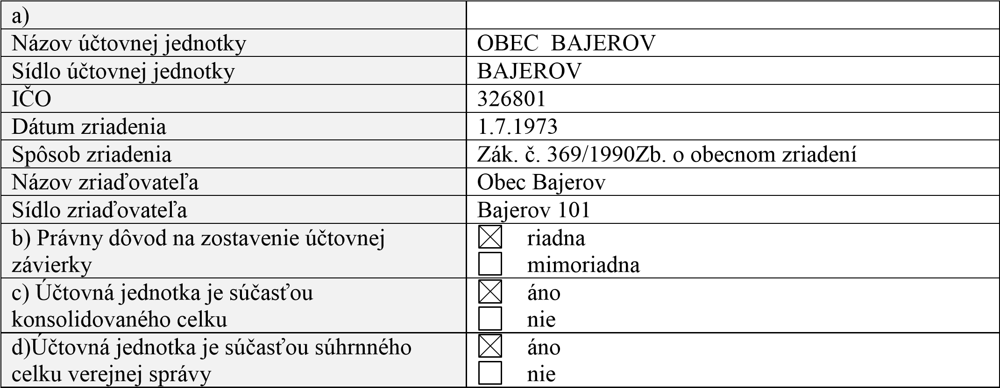 a)
Názov účtovnej jednotky OBEC  BAJEROV
Sídlo účtovnej jednotky BAJEROV
IČO 326801
Dátum zriadenia 1.7.1973
Spôsob zriadenia Zák. č. 369/1990Zb. o obecnom zriadení
Názov zriaďovateľa Obec Bajerov
Sídlo zriaďovateľa Bajerov 101
b) Právny dôvod na zostavenie účtovnej
závierky
☒ riadna
☐ mimoriadna
c) Účtovná jednotka je súčasťou
konsolidovaného celku
☒ áno
☐ nie
d)Účtovná jednotka je súčasťou súhrnného
celku verejnej správy
☒ áno
☐ nie